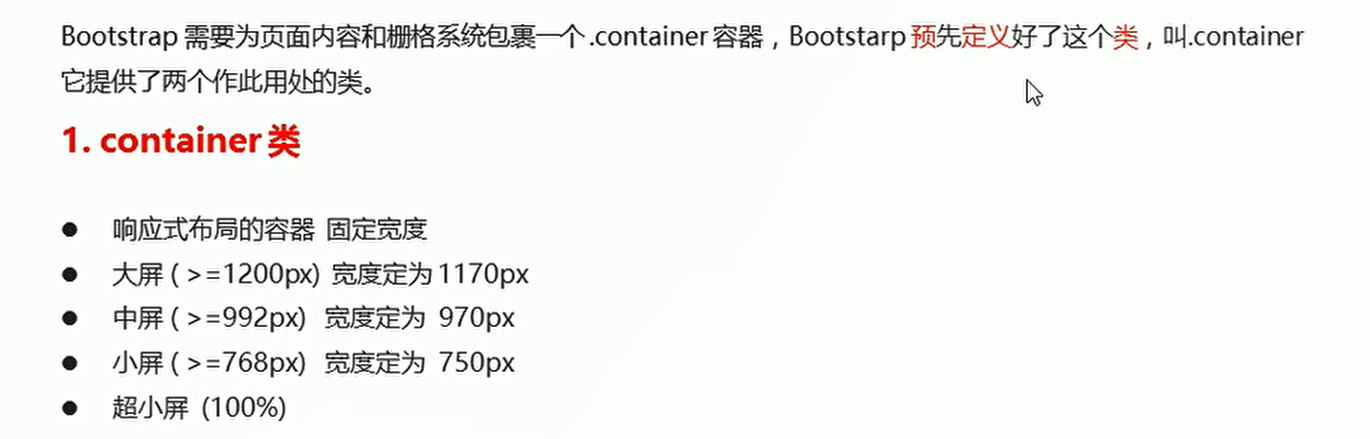 Bootstrap 需要为页面内容和栅格系统包裹一个 .container 容器，Bootstarp 预先定义好了这个类，叫.container
它提供了两个作此用处的类。
1. container 类
● 响应式布局的容器 固定宽度
● 大屏 ( >=1200px) 宽度定为 1170px
● 中屏 ( >=992px) 宽度定为 970px
● 小屏 ( >=768px) 宽度定为 750px
● 超小屏 (100%)